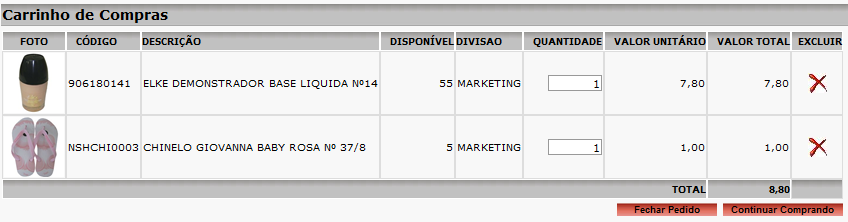 Carrinho de Compras
FOTO CÓDIGO DESCRIÇÃO DISPONÍVEL DIVISAO QUANTIDADE VALOR UNITÁRIO VALOR TOTAL EXCLUIR
906180141 ELKE DEMONSTRADOR BASE LIQUIDA Nº14 55 MARKETING 1 7,80 7,80
NSHCHI0003 CHINELO GIOVANNA BABY ROSA Nº 37/8 5 MARKETING 1 1,00 1,00
TOTAL 8,80
Fechar Pedido Continuar Comprando